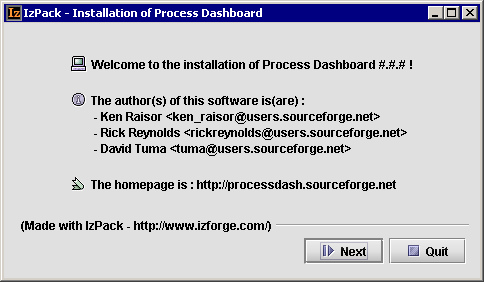 Iz IzPack - Installation of Process Dashboard
Welcome to the installation of Process Dashboard #.#.# !
The author(s) of this software is(are) :
- Ken Raisor <ken_raisor@users.sourceforge.net>
- Rick Reynolds <rickreynolds@users.sourceforge.net>
- David Tuma <tuma@users.sourceforge.net>
The homepage is : http://processdash.sourceforge.net
(Made with IzPack - http://www.izforge.com/)
Next Quit